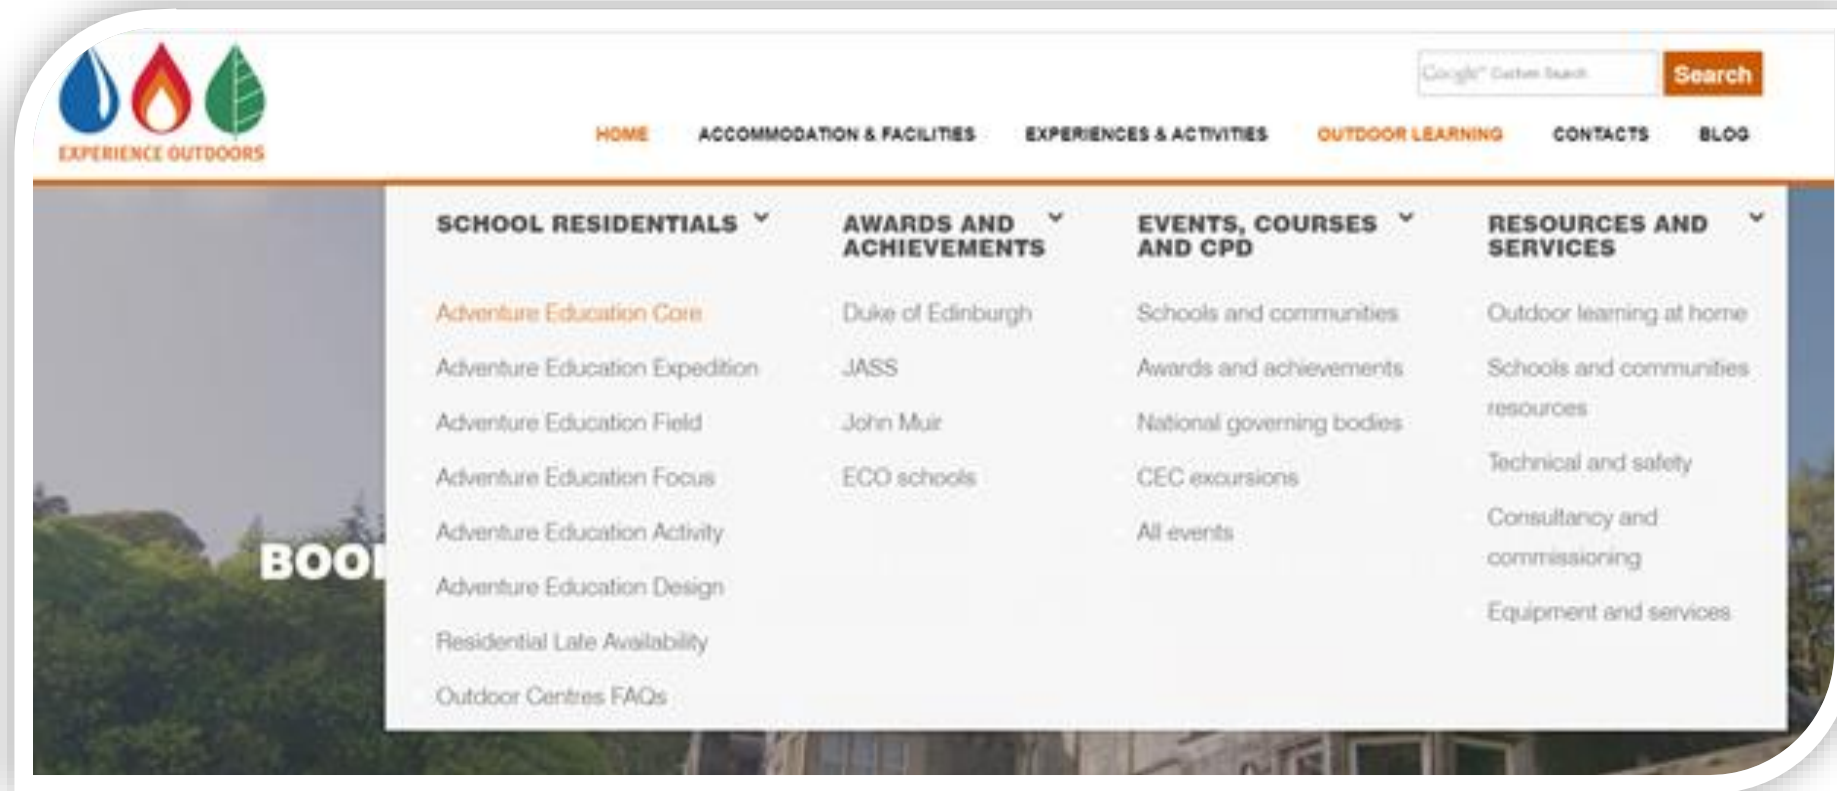 EXPERIENCE OUTDOORS
Google™ Custom Search
Search
HOME
ACCOMMODATION & FACILITIES
EXPERIENCES & ACTIVITIES
OUTDOOR LEARNING
CONTACTS
BLOG
SCHOOL RESIDENTIALS
Adventure Education Core
Adventure Education Expedition
Adventure Education Field
Adventure Education Focus
Adventure Education Activity
Adventure Education Design
Residential Late Availability
Outdoor Centres FAQs
AWARDS AND
ACHIEVEMENTS
Duke of Edinburgh
JASS
John Muir
ECO schools
EVENTS, COURSES
AND CPD
Schools and communities
Awards and achievements
National governing bodies
CEC excursions
All events
RESOURCES AND
SERVICES
Outdoor learning at home
Schools and communities
resources
Technical and safety
Consultancy and
commissioning
Equipment and services